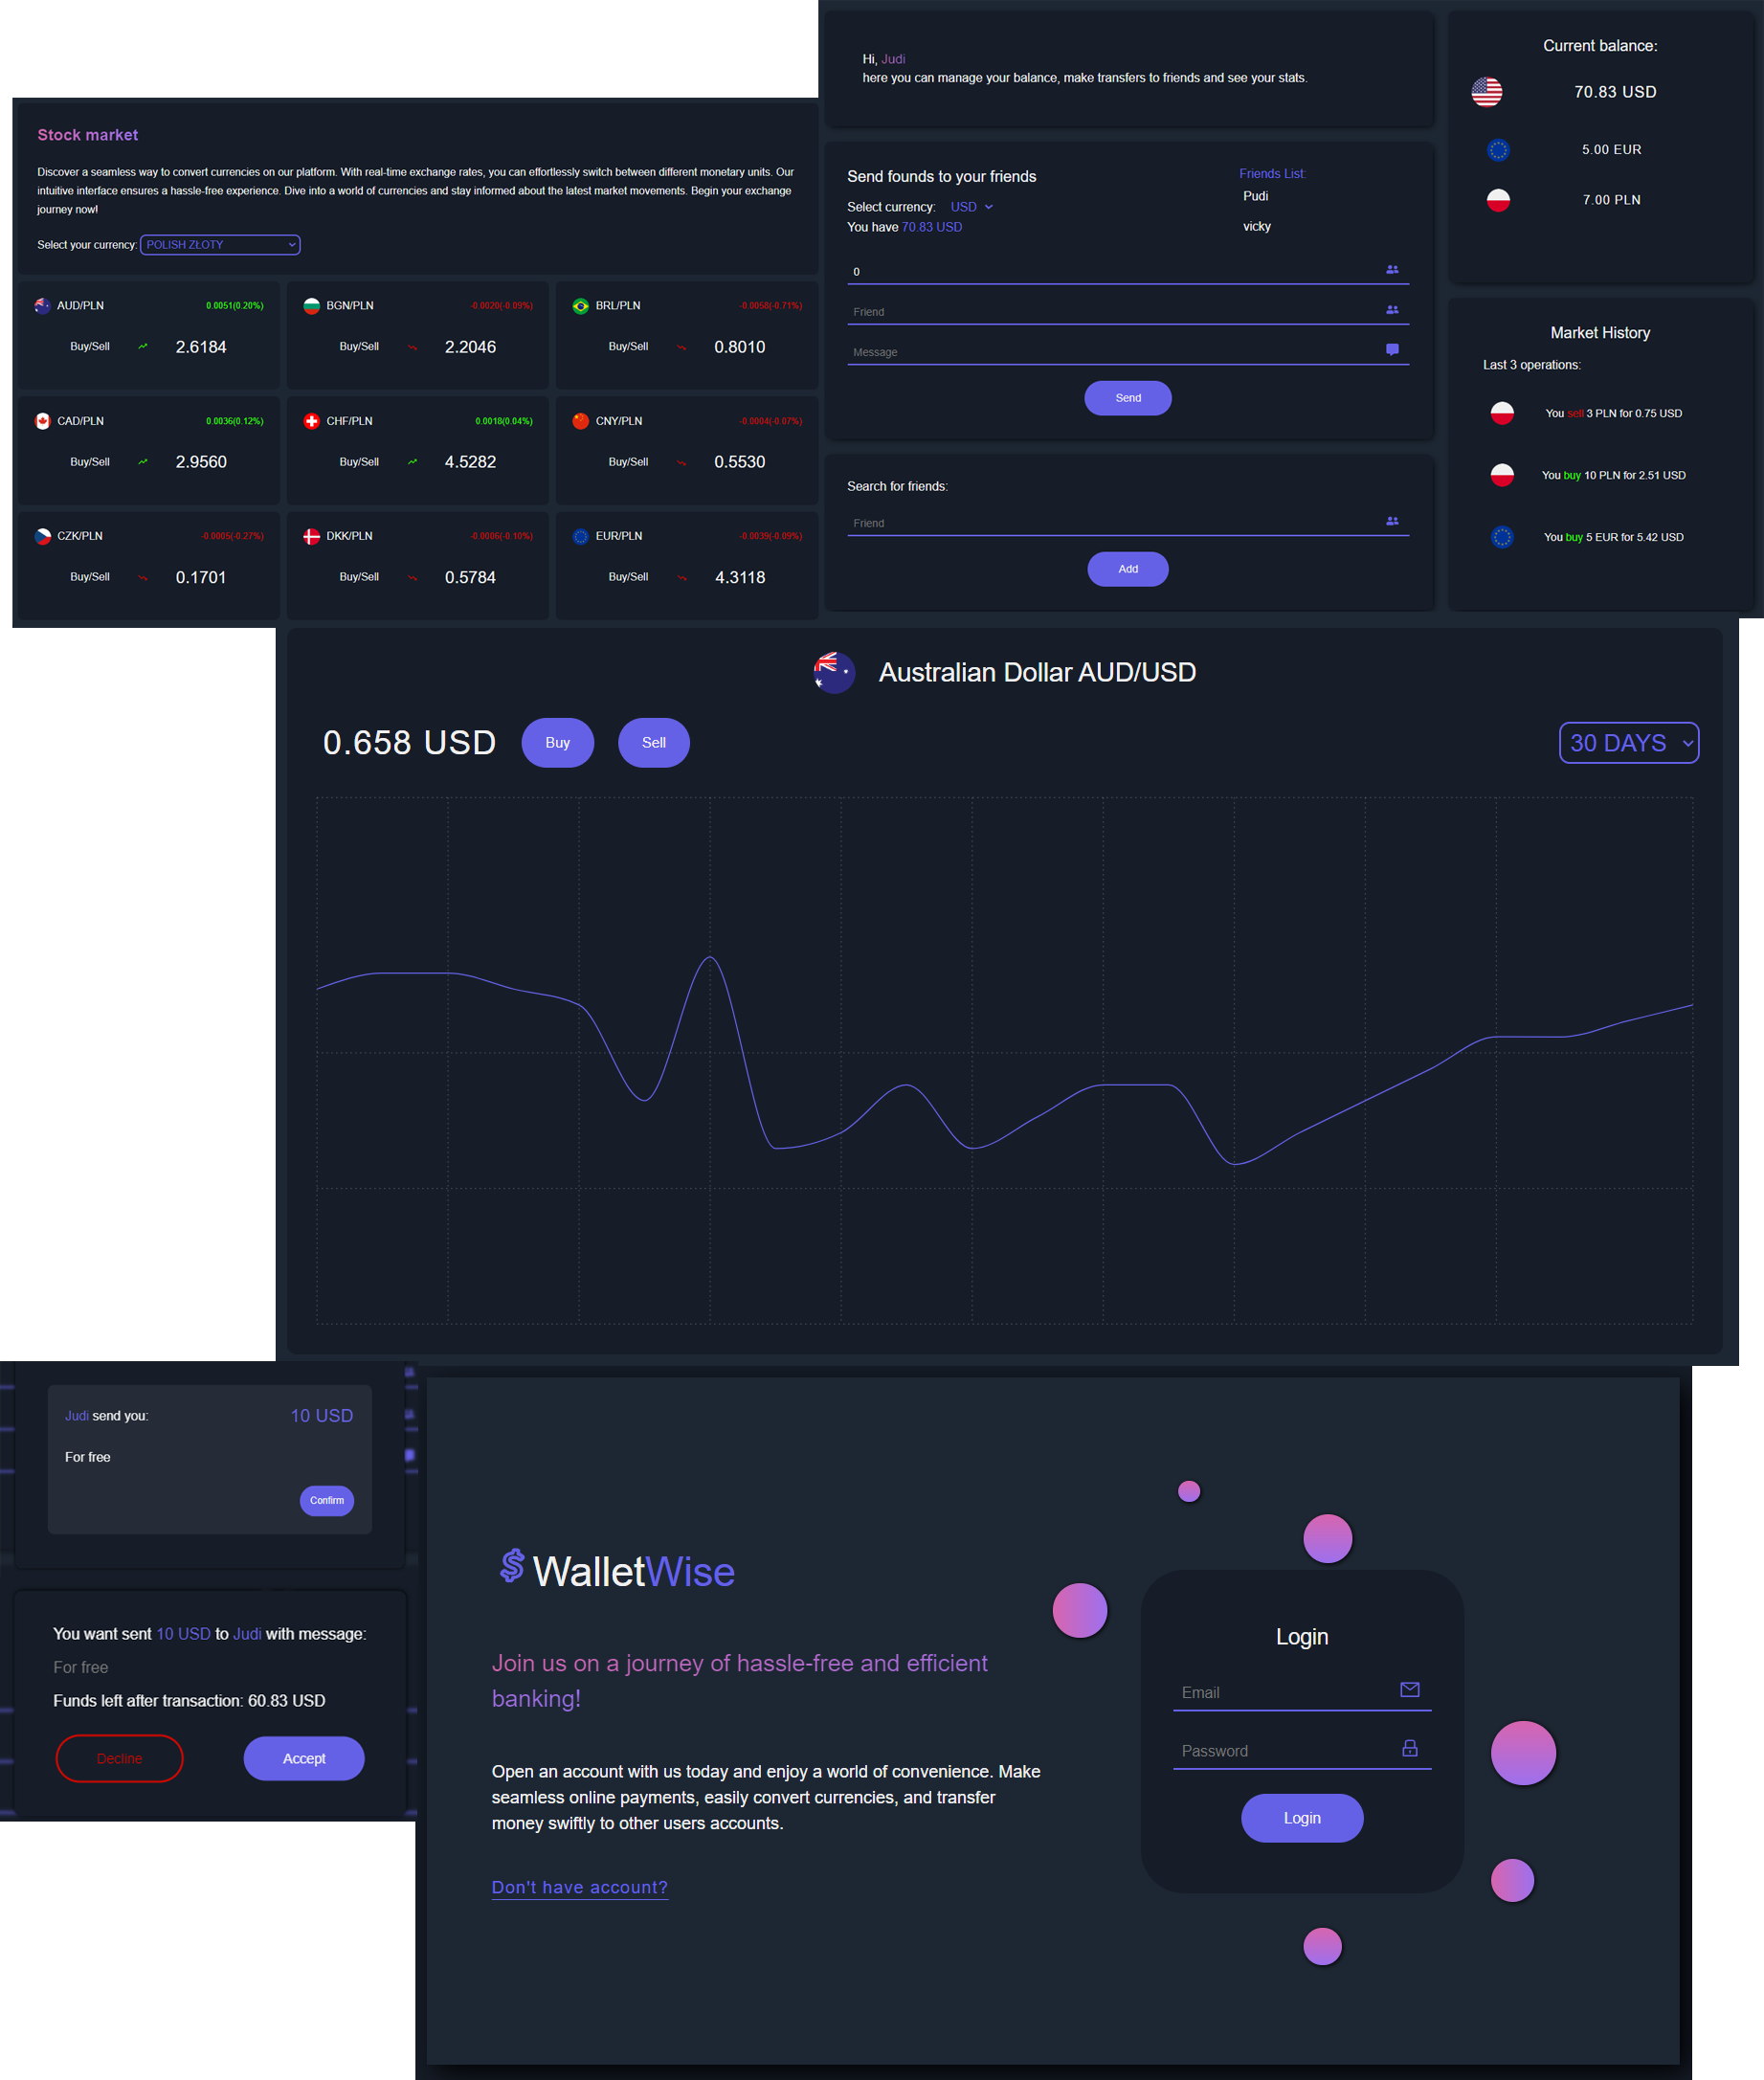 Stock market
Discover a seamless way to convert currencies on our platform. With real-time exchange rates, you can effortlessly switch between different monetary units. Our
intuitive interface ensures a hassle-free experience. Dive into a world of currencies and stay informed about the latest market movements. Begin your exchange
journey now!
Select your currency: POLISH ZŁOTY
AUD/PLN 0.0051(0.20%)
Buy/Sell 2.6184
BGN/PLN -0.0020(-0.09%)
Buy/Sell 2.2046
BRL/PLN -0.0058(-0.71%)
Buy/Sell 0.8010
CAD/PLN 0.0036(0.12%)
Buy/Sell 2.9560
CHF/PLN 0.0018(0.04%)
Buy/Sell 4.5282
CNY/PLN -0.0004(-0.07%)
Buy/Sell 0.5530
CZK/PLN -0.0005(-0.27%)
Buy/Sell 0.1701
DKK/PLN -0.0006(-0.10%)
Buy/Sell 0.5784
EUR/PLN -0.0039(-0.09%)
Buy/Sell 4.3118
Hi, Judi
here you can manage your balance, make transfers to friends and see your stats.
Send founds to your friends
Select currency: USD
You have 70.83 USD
Friends List:
Pudi
vicky
0
Friend
Message
Send
Search for friends:
Friend
Add
Current balance:
70.83 USD
5.00 EUR
7.00 PLN
Market History
Last 3 operations:
You sell 3 PLN for 0.75 USD
You buy 10 PLN for 2.51 USD
You buy 5 EUR for 5.42 USD
Australian Dollar AUD/USD
0.658 USD Buy Sell 30 DAYS
Judi send you: 10 USD
For free
Confirm
You want sent 10 USD to Judi with message:
For free
Funds left after transaction: 60.83 USD
Decline Accept
$ WalletWise
Join us on a journey of hassle-free and efficient
banking!
Open an account with us today and enjoy a world of convenience. Make
seamless online payments, easily convert currencies, and transfer
money swiftly to other users accounts.
Don't have account?
Login
Email
Password
Login